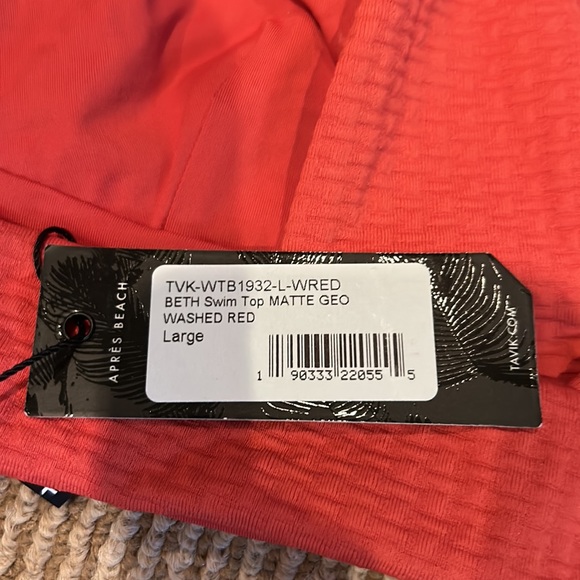 APRÈS BEACH
TVK-WTB1932-L-WRED
BETH Swim Top MATTE GEO
WASHED RED
Large
1 90333 22055 5
TAVIK.COM